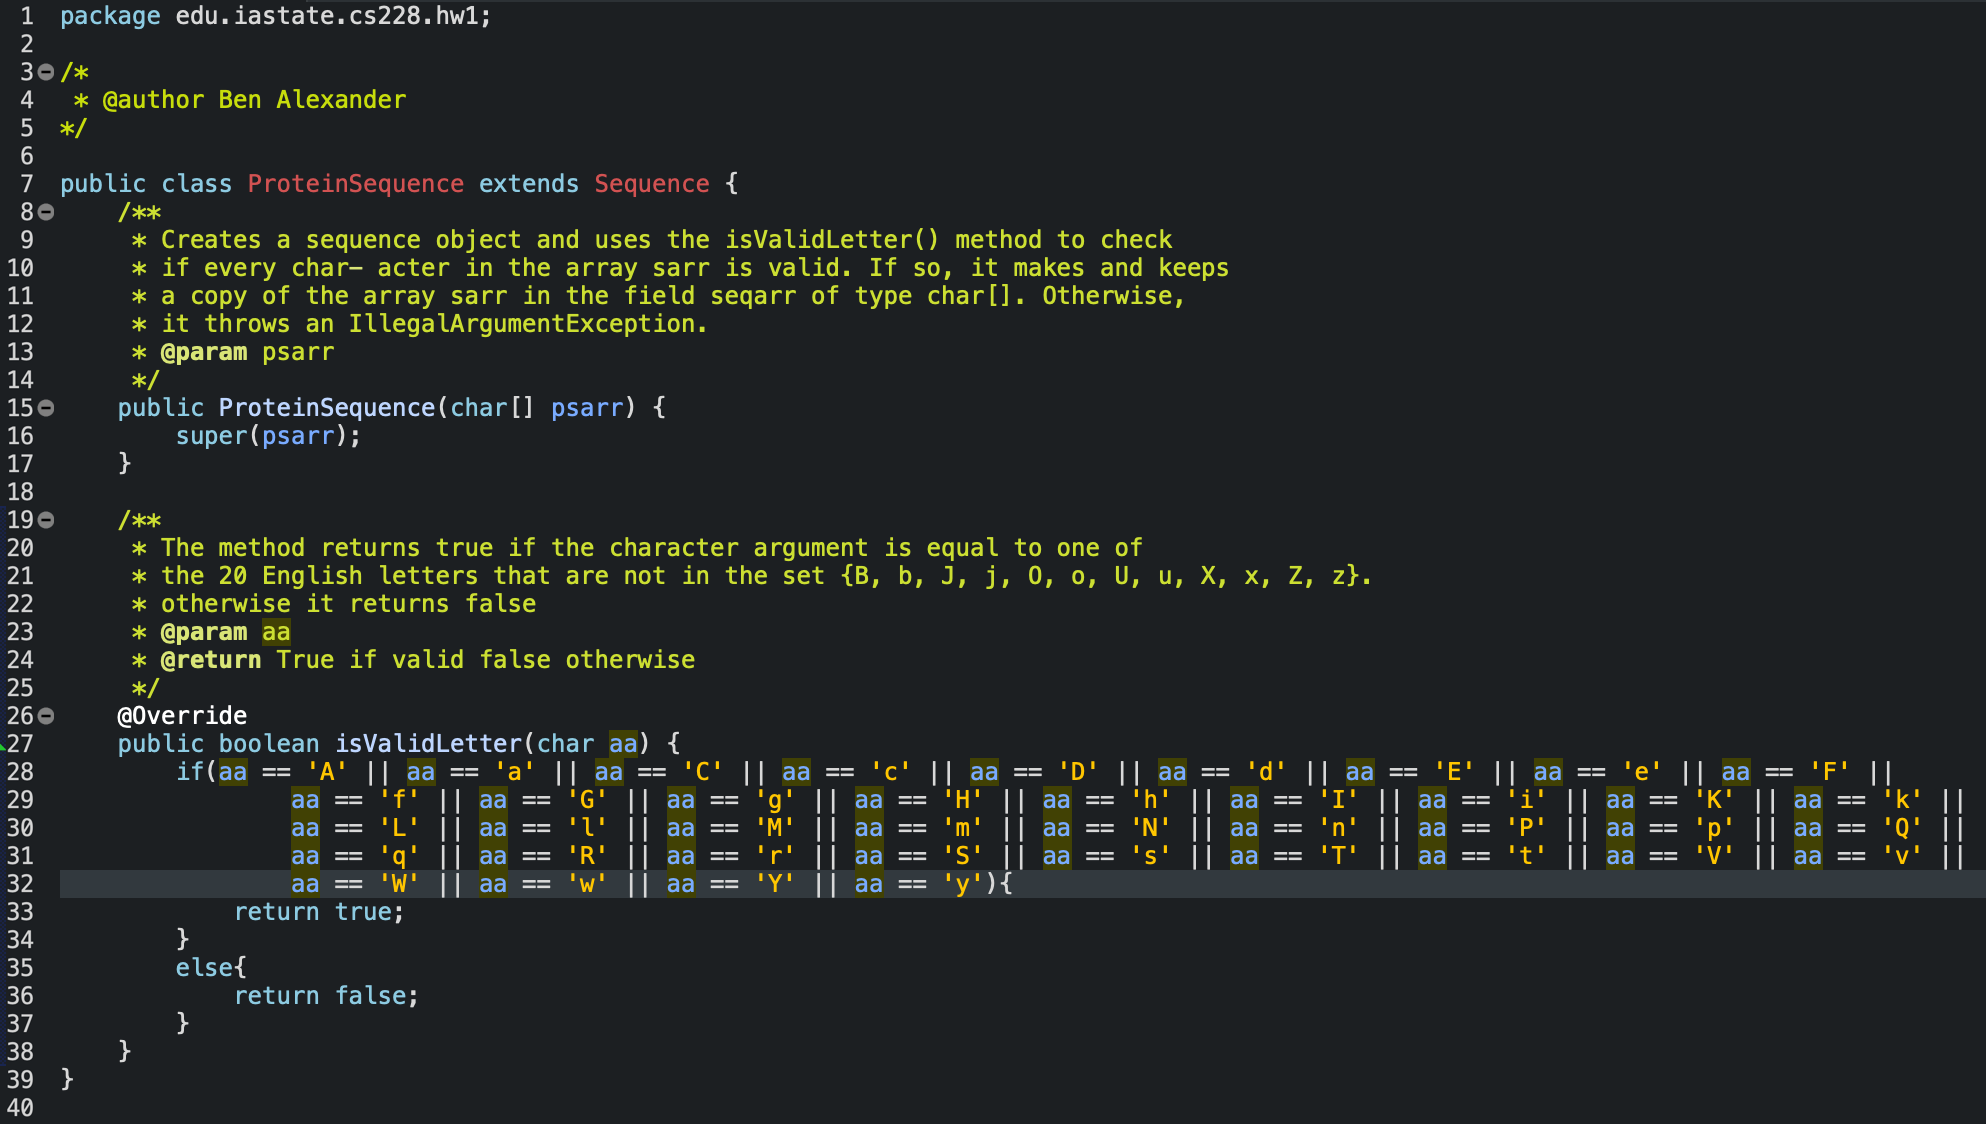 1 package edu.iastate.cs228.hw1;
2
3 /*
4 * @author Ben Alexander
5 */
6
7 public class ProteinSequence extends Sequence {
8 /**
9 * Creates a sequence object and uses the isValidLetter() method to check
10 * if every char– acter in the array sarr is valid. If so, it makes and keeps
11 * a copy of the array sarr in the field seqarr of type char[]. Otherwise,
12 * it throws an IllegalArgumentException.
13 * @param psarr
14 */
15 public ProteinSequence(char[] psarr) {
16 super(psarr);
17 }
18
19 /**
20 * The method returns true if the character argument is equal to one of
21 * the 20 English letters that are not in the set {B, b, J, j, O, o, U, u, X, x, Z, z}.
22 * otherwise it returns false
23 * @param aa
24 * @return True if valid false otherwise
25 */
26 @Override
27 public boolean isValidLetter(char aa) {
28 if(aa == 'A' || aa == 'a' || aa == 'C' || aa == 'c' || aa == 'D' || aa == 'd' || aa == 'E' || aa == 'e' || aa == 'F' ||
29 aa == 'f' || aa == 'G' || aa == 'g' || aa == 'H' || aa == 'h' || aa == 'I' || aa == 'i' || aa == 'K' || aa == 'k' ||
30 aa == 'L' || aa == 'l' || aa == 'M' || aa == 'm' || aa == 'N' || aa == 'n' || aa == 'P' || aa == 'p' || aa == 'Q' ||
31 aa == 'q' || aa == 'R' || aa == 'r' || aa == 'S' || aa == 's' || aa == 'T' || aa == 't' || aa == 'V' || aa == 'v' ||
32 aa == 'W' || aa == 'w' || aa == 'Y' || aa == 'y'){
33 return true;
34 }
35 else{
36 return false;
37 }
38 }
39 }
40